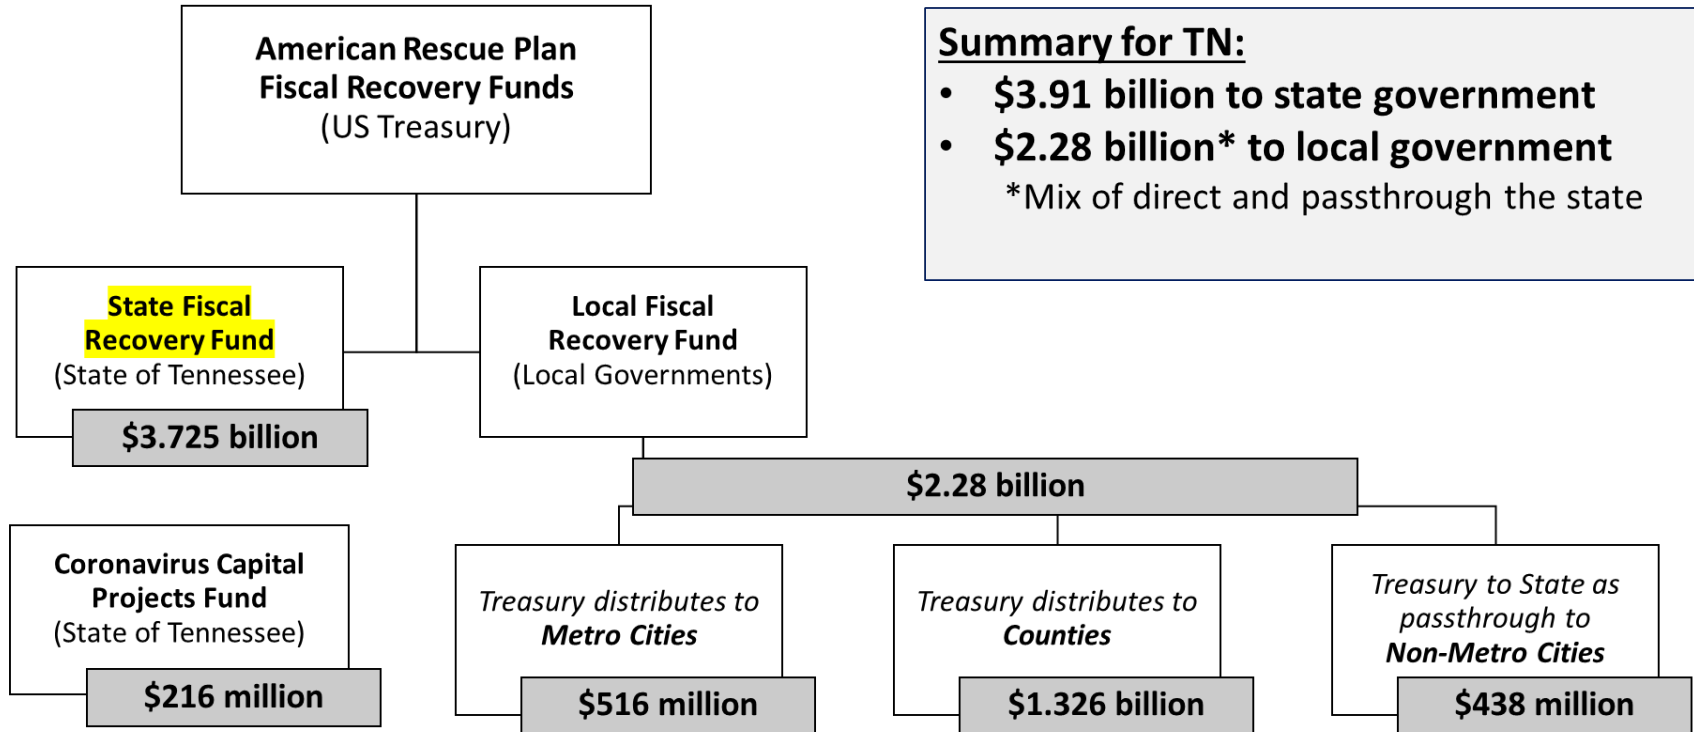 American Rescue Plan
Fiscal Recovery Funds
(US Treasury)
Summary for TN:
• $3.91 billion to state government
• $2.28 billion* to local government
*Mix of direct and passthrough the state
State Fiscal
Recovery Fund
(State of Tennessee)
$3.725 billion
Local Fiscal
Recovery Fund
(Local Governments)
$2.28 billion
Coronavirus Capital
Projects Fund
(State of Tennessee)
$216 million
Treasury distributes to
Metro Cities
$516 million
Treasury distributes to
Counties
$1.326 billion
Treasury to State as
passthrough to
Non-Metro Cities
$438 million